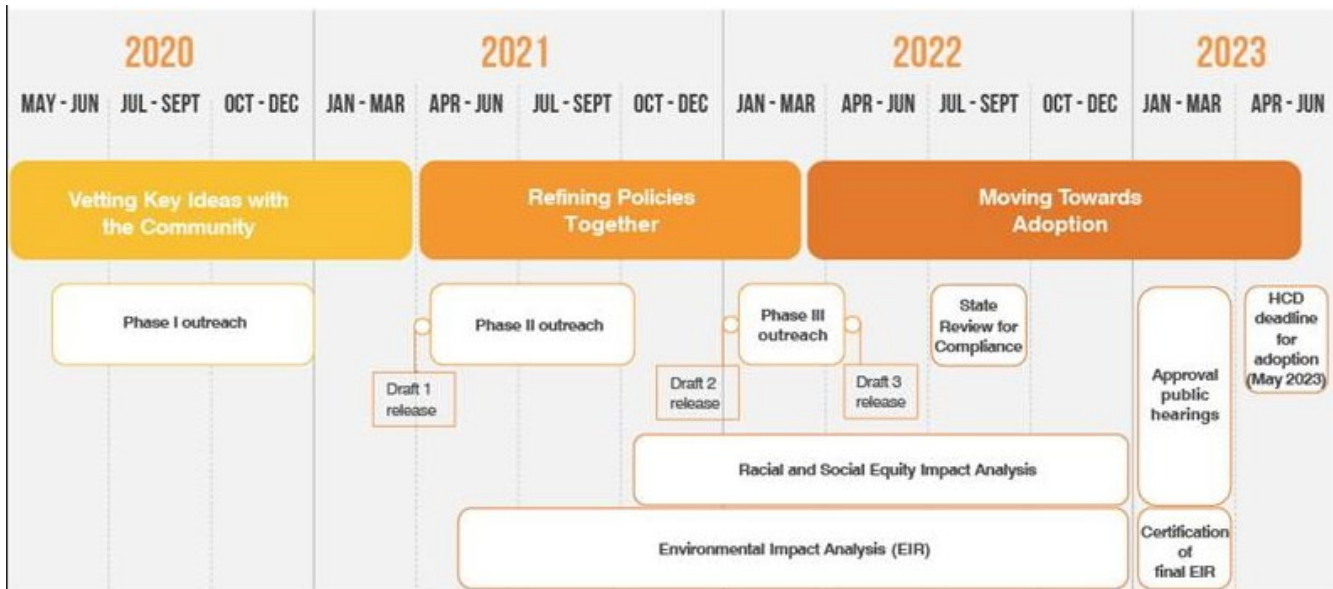 2020
2021
2022
2023
MAY - JUN
JUL - SEPT
OCT - DEC
JAN - MAR
APR - JUN
JUL - SEPT
OCT - DEC
JAN - MAR
APR - JUN
JUL - SEPT
OCT - DEC
JAN - MAR
APR - JUN
Vetting Key Ideas with
the Community
Refining Policies
Together
Moving Towards
Adoption
Phase I outreach
Phase II outreach
Phase III
outreach
State
Review for
Compliance
Approval
public
hearings
HCD
deadline
for
adoption
(May 2023)
Draft 1
release
Draft 2
release
Draft 3
release
Racial and Social Equity Impact Analysis
Environmental Impact Analysis (EIR)
Certification
of
final EIR